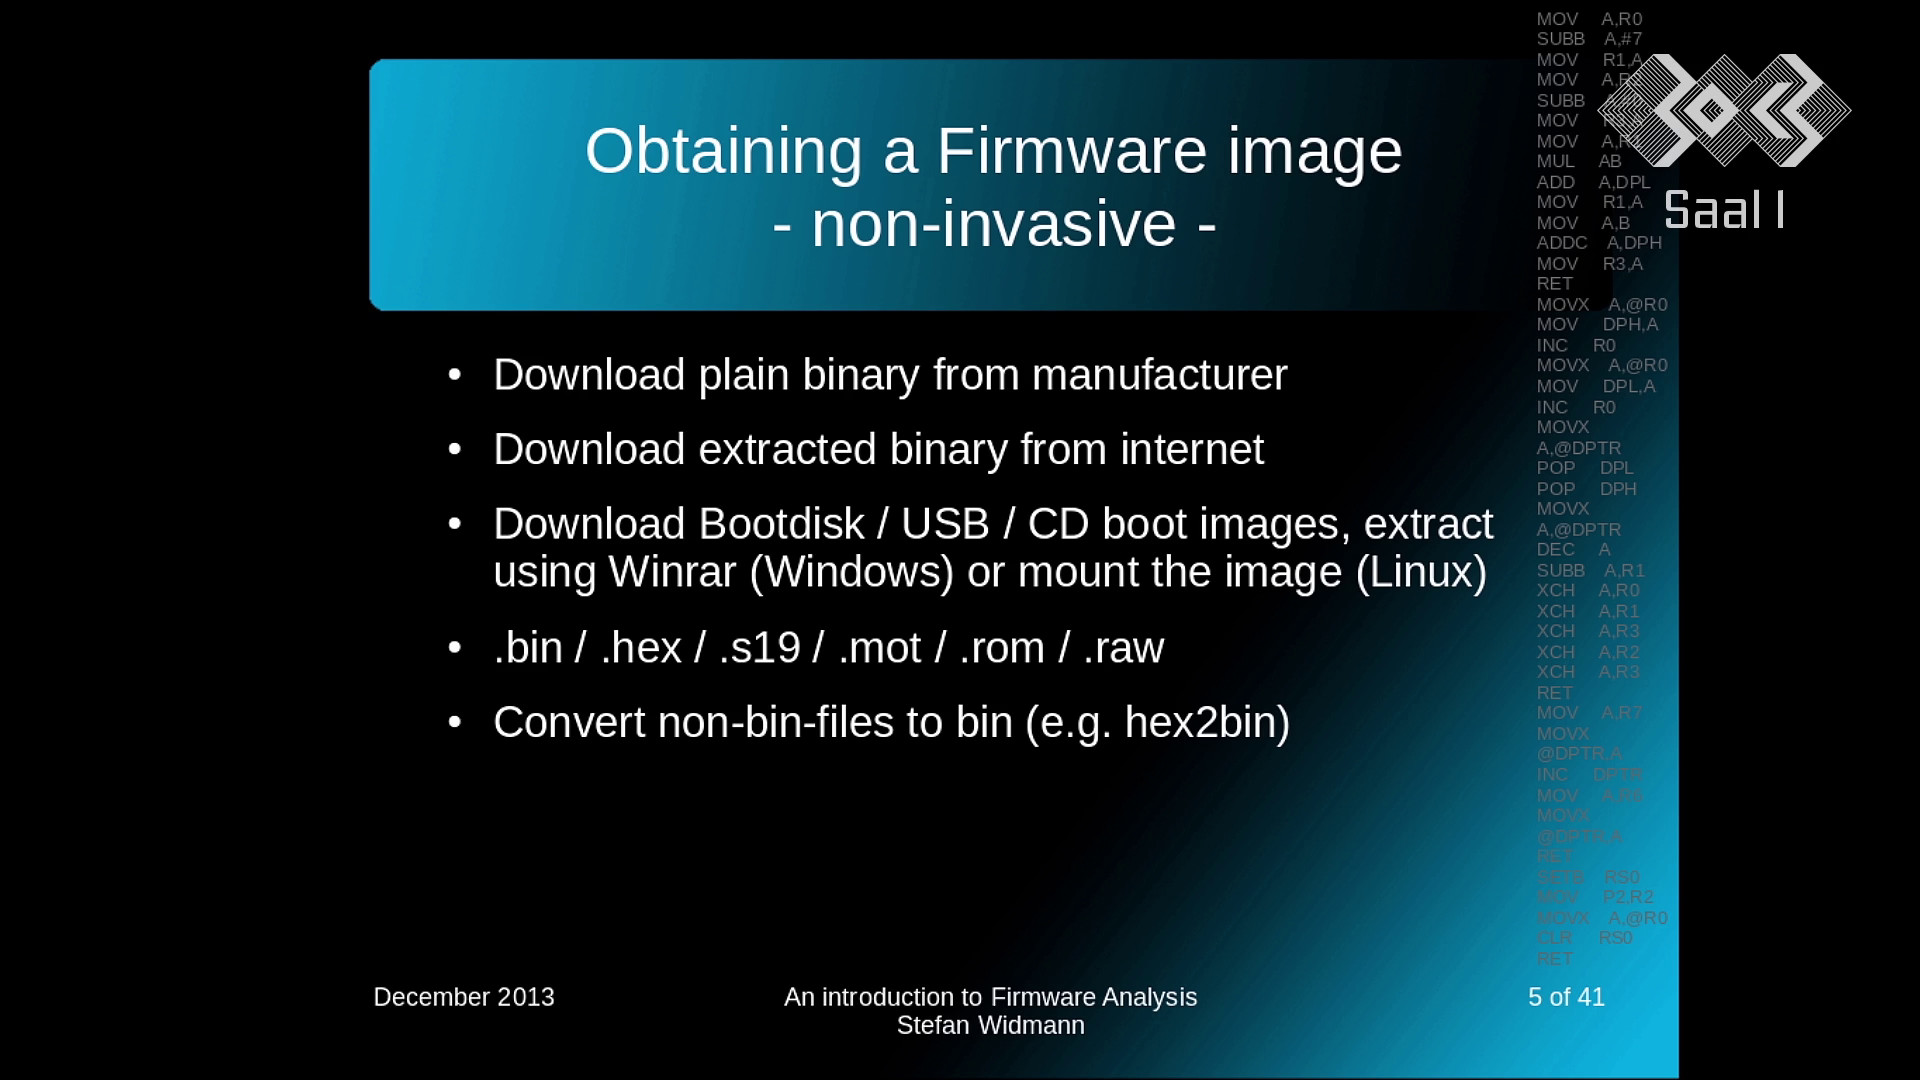 Obtaining a Firmware image
- non-invasive -
• Download plain binary from manufacturer
• Download extracted binary from internet
• Download Bootdisk / USB / CD boot images, extract
using Winrar (Windows) or mount the image (Linux)
• .bin / .hex / .s19 / .mot / .rom / .raw
• Convert non-bin-files to bin (e.g. hex2bin)
MOV A,R0
SUBB A,#7
MOV R1,A
MOV
SUBB
MOV
MOV
MUL AB
ADD A,DPL
MOV R1,A
MOV A,B
ADDC A,DPH
MOV R3,A
RET
MOVX A,@R0
MOV DPH,A
INC R0
MOVX A,@R0
MOV DPL,A
INC R0
MOVX
A,@DPTR
POP DPL
POP DPH
MOVX
A,@DPTR
DEC A
SUBB A,R1
XCH A,R0
XCH A,R1
XCH A,R3
XCH A,R2
XCH A,R3
RET
MOV A,R7
MOVX
@DPTR,A
INC DPTR
MOV A,R6
MOVX
@DPTR,A
RET
SETB RS0
MOV P2,R2
MOVX A,@R0
CLR RS0
RET
Saal 1
December 2013
An introduction to Firmware Analysis
Stefan Widmann
5 of 41